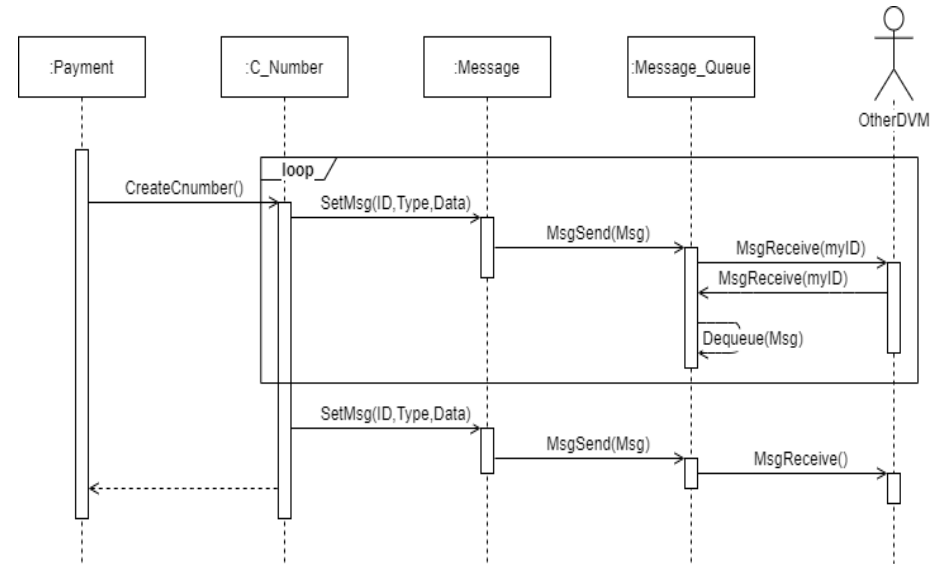 :Payment
:C_Number
:Message
:Message_Queue
OtherDVM
loop
CreateCnumber()
SetMsg(ID,Type,Data)
MsgSend(Msg)
MsgReceive(myID)
MsgReceive(myID)
Dequeue(Msg)
SetMsg(ID,Type,Data)
MsgSend(Msg)
MsgReceive()